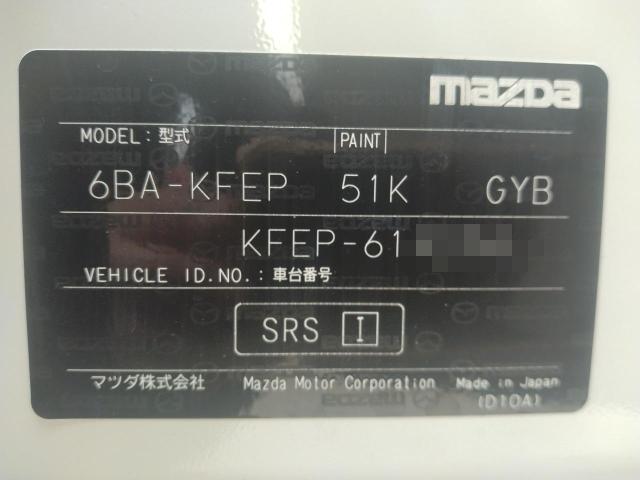 mazda
MODEL：型式 PAINT
6BA-KFEP 51K GYB
KFEP-61
VEHICLE ID.NO.：車台番号
SRS I
マツダ株式会社 Mazda Motor Corporation Made in Japan
(D10A)